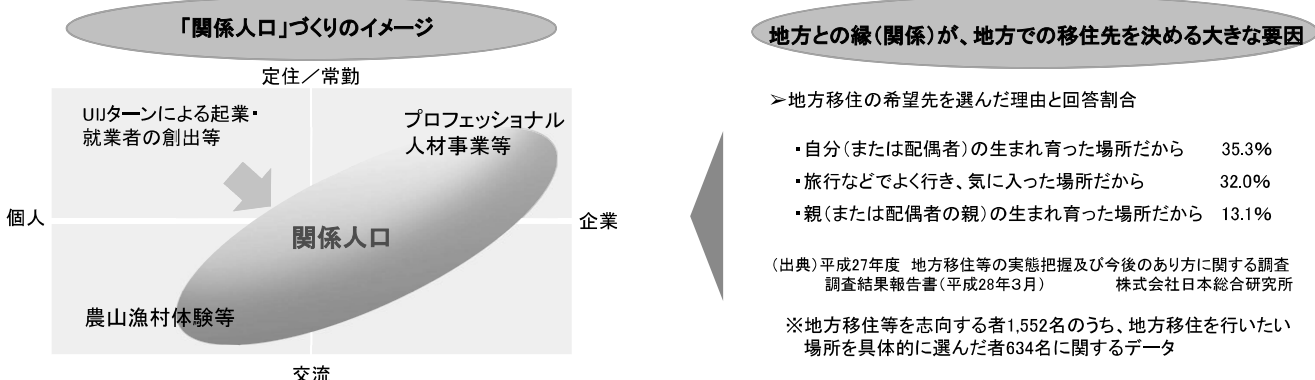 「関係人口」づくりのイメージ
定住／常勤
UIJターンによる起業・
就業者の創出等
プロフェッショナル
人材事業等
個人
関係人口
企業
農山漁村体験等
交流
地方との縁（関係）が、地方での移住先を決める大きな要因
➢地方移住の希望先を選んだ理由と回答割合
・自分（または配偶者）の生まれ育った場所だから 35.3%
・旅行などでよく行き、気に入った場所だから 32.0%
・親（または配偶者の親）の生まれ育った場所だから 13.1%
（出典）平成27年度 地方移住等の実態把握及び今後のあり方に関する調査
調査結果報告書（平成28年３月） 株式会社日本総合研究所
※地方移住等を志向する者1,552名のうち、地方移住を行いたい
場所を具体的に選んだ者634名に関するデータ